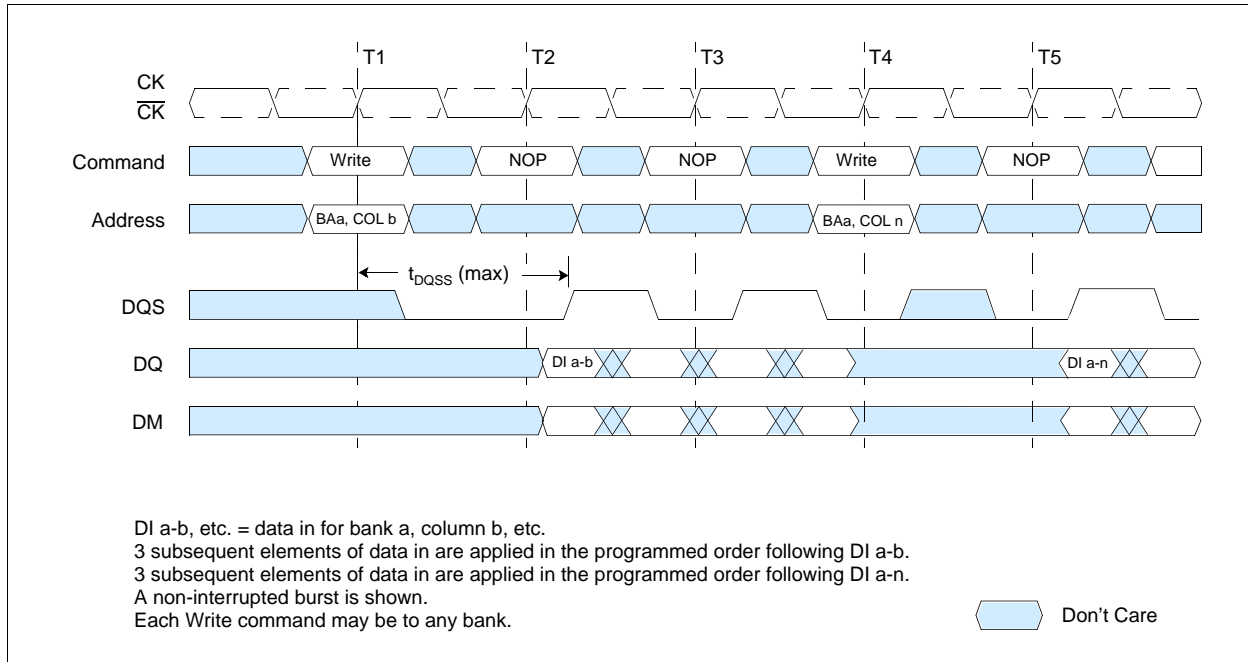 T1 T2 T3 T4 T5
CK
CK
Command Write NOP NOP Write NOP
Address BAa, COL b BAa, COL n
tDQSS (max)
DQS
DQ DI a-b DI a-n
DM
DI a-b, etc. = data in for bank a, column b, etc.
3 subsequent elements of data in are applied in the programmed order following DI a-b.
3 subsequent elements of data in are applied in the programmed order following DI a-n.
A non-interrupted burst is shown.
Each Write command may be to any bank.
Don't Care